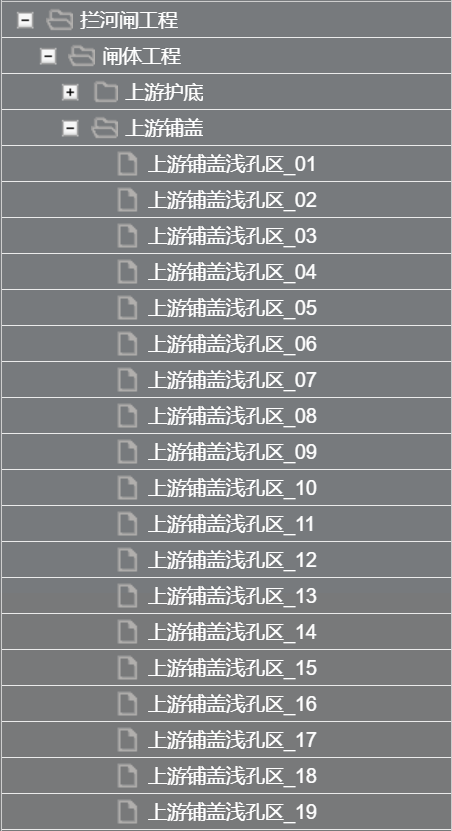 拦河闸工程
闸体工程
上游护底
上游铺盖
上游铺盖浅孔区_01
上游铺盖浅孔区_02
上游铺盖浅孔区_03
上游铺盖浅孔区_04
上游铺盖浅孔区_05
上游铺盖浅孔区_06
上游铺盖浅孔区_07
上游铺盖浅孔区_08
上游铺盖浅孔区_09
上游铺盖浅孔区_10
上游铺盖浅孔区_11
上游铺盖浅孔区_12
上游铺盖浅孔区_13
上游铺盖浅孔区_14
上游铺盖浅孔区_15
上游铺盖浅孔区_16
上游铺盖浅孔区_17
上游铺盖浅孔区_18
上游铺盖浅孔区_19